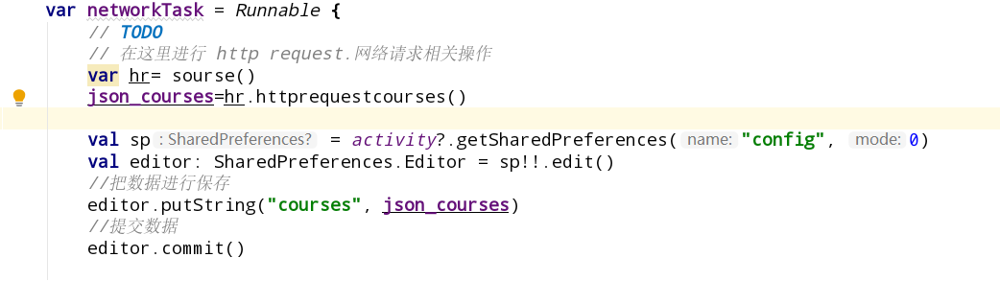 var networkTask = Runnable {
// TODO
// 在这里进行 http request.网络请求相关操作
var hr= sourse()
json_courses=hr.httprequestcourses()
val sp : SharedPreferences? = activity?.getSharedPreferences( name: "config", mode: 0)
val editor: SharedPreferences.Editor = sp!!.edit()
//把数据进行保存
editor.putString("courses", json_courses)
//提交数据
editor.commit()